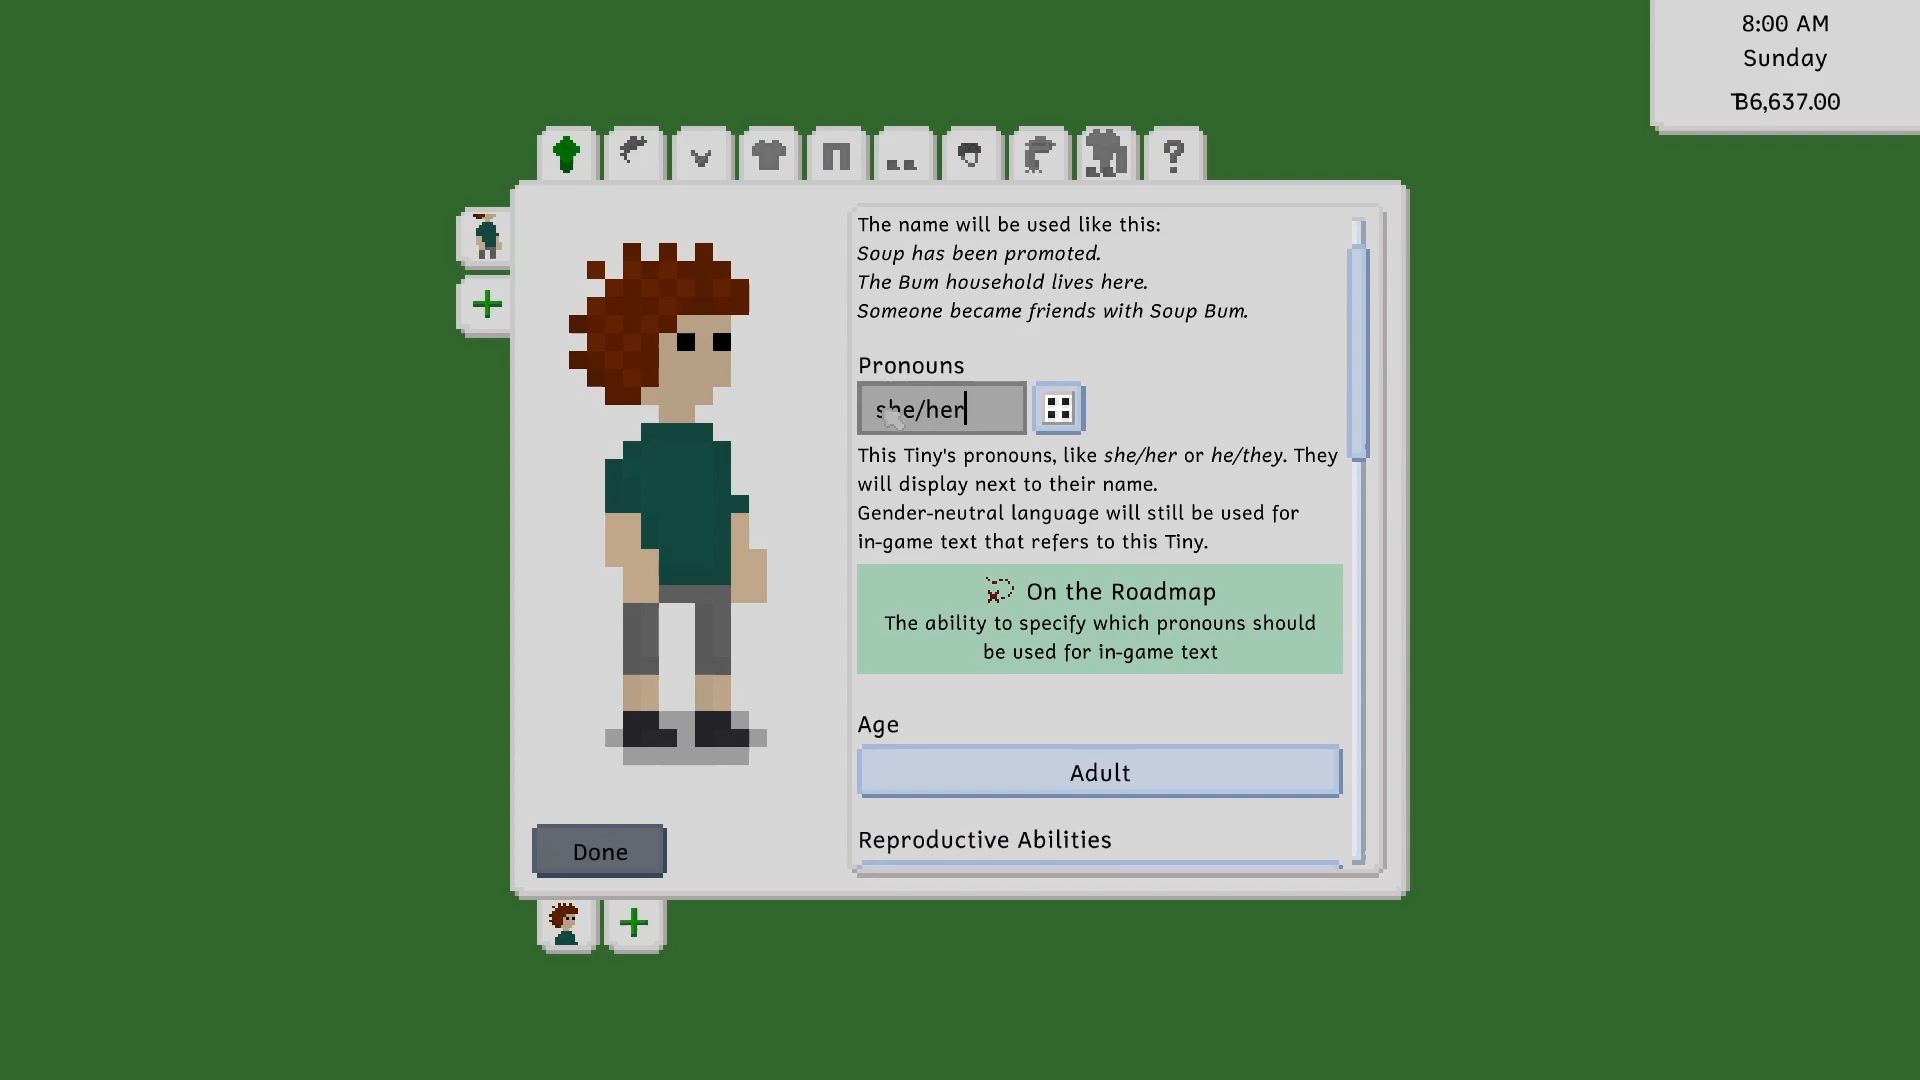 8:00 AM
Sunday
Ƀ6,637.00
?
The name will be used like this:
Soup has been promoted.
The Bum household lives here.
Someone became friends with Soup Bum.
Pronouns
she/her
This Tiny's pronouns, like she/her or he/they. They
will display next to their name.
Gender-neutral language will still be used for
in-game text that refers to this Tiny.
On the Roadmap
The ability to specify which pronouns should
be used for in-game text
Age
Adult
Reproductive Abilities
Done